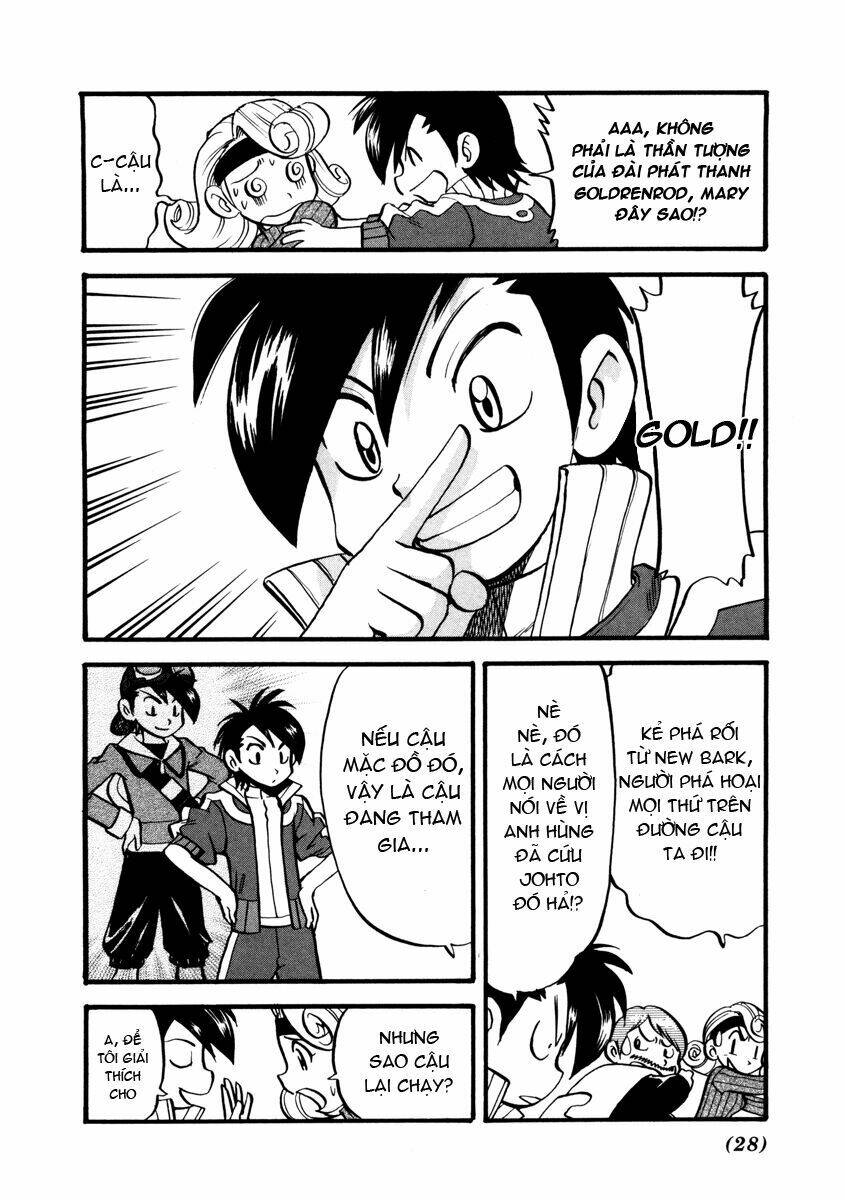 AAA, KHÔNG
PHẢI LÀ THẦN TƯỢNG
CỦA ĐÀI PHÁT THANH
GOLDRENROD, MARY
ĐÂY SAO!?
C-CẬU
LÀ...
GOLD!!
KẺ PHÁ RỐI
TỪ NEW BARK,
NGƯỜI PHÁ HOẠI
MỌI THỨ TRÊN
ĐƯỜNG CẬU
TA ĐI!!
NÈ
NÈ, ĐÓ
LÀ CÁCH
MỌI NGƯỜI
NÓI VỀ VỊ
ANH HÙNG
ĐÃ CỨU
JOHTO
ĐÓ HẢ!?
NẾU CẬU
MẶC ĐỒ ĐÓ,
VẬY LÀ CẬU
ĐANG THAM
GIA...
NHƯNG
SAO CẬU
LẠI CHẠY?
A, ĐỂ
TÔI GIẢI
THÍCH
CHO
(28)